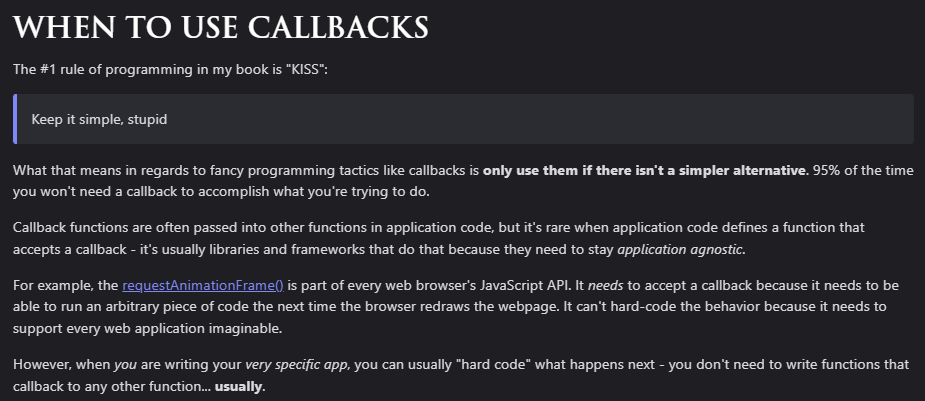 WHEN TO USE CALLBACKS
The #1 rule of programming in my book is "KISS":
Keep it simple, stupid
What that means in regards to fancy programming tactics like callbacks is only use them if there isn't a simpler alternative. 95% of the time
you won't need a callback to accomplish what you're trying to do.
Callback functions are often passed into other functions in application code, but it's rare when application code defines a function that
accepts a callback - it's usually libraries and frameworks that do that because they need to stay application agnostic.
For example, the requestAnimationFrame() is part of every web browser's JavaScript API. It needs to accept a callback because it needs to be
able to run an arbitrary piece of code the next time the browser redraws the webpage. It can't hard-code the behavior because it needs to
support every web application imaginable.
However, when you are writing your very specific app, you can usually "hard code" what happens next - you don't need to write functions that
callback to any other function... usually.